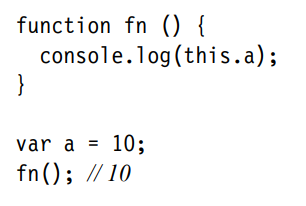 function fn () {
  console.log(this.a);
}

var a = 10;
fn(); // 10